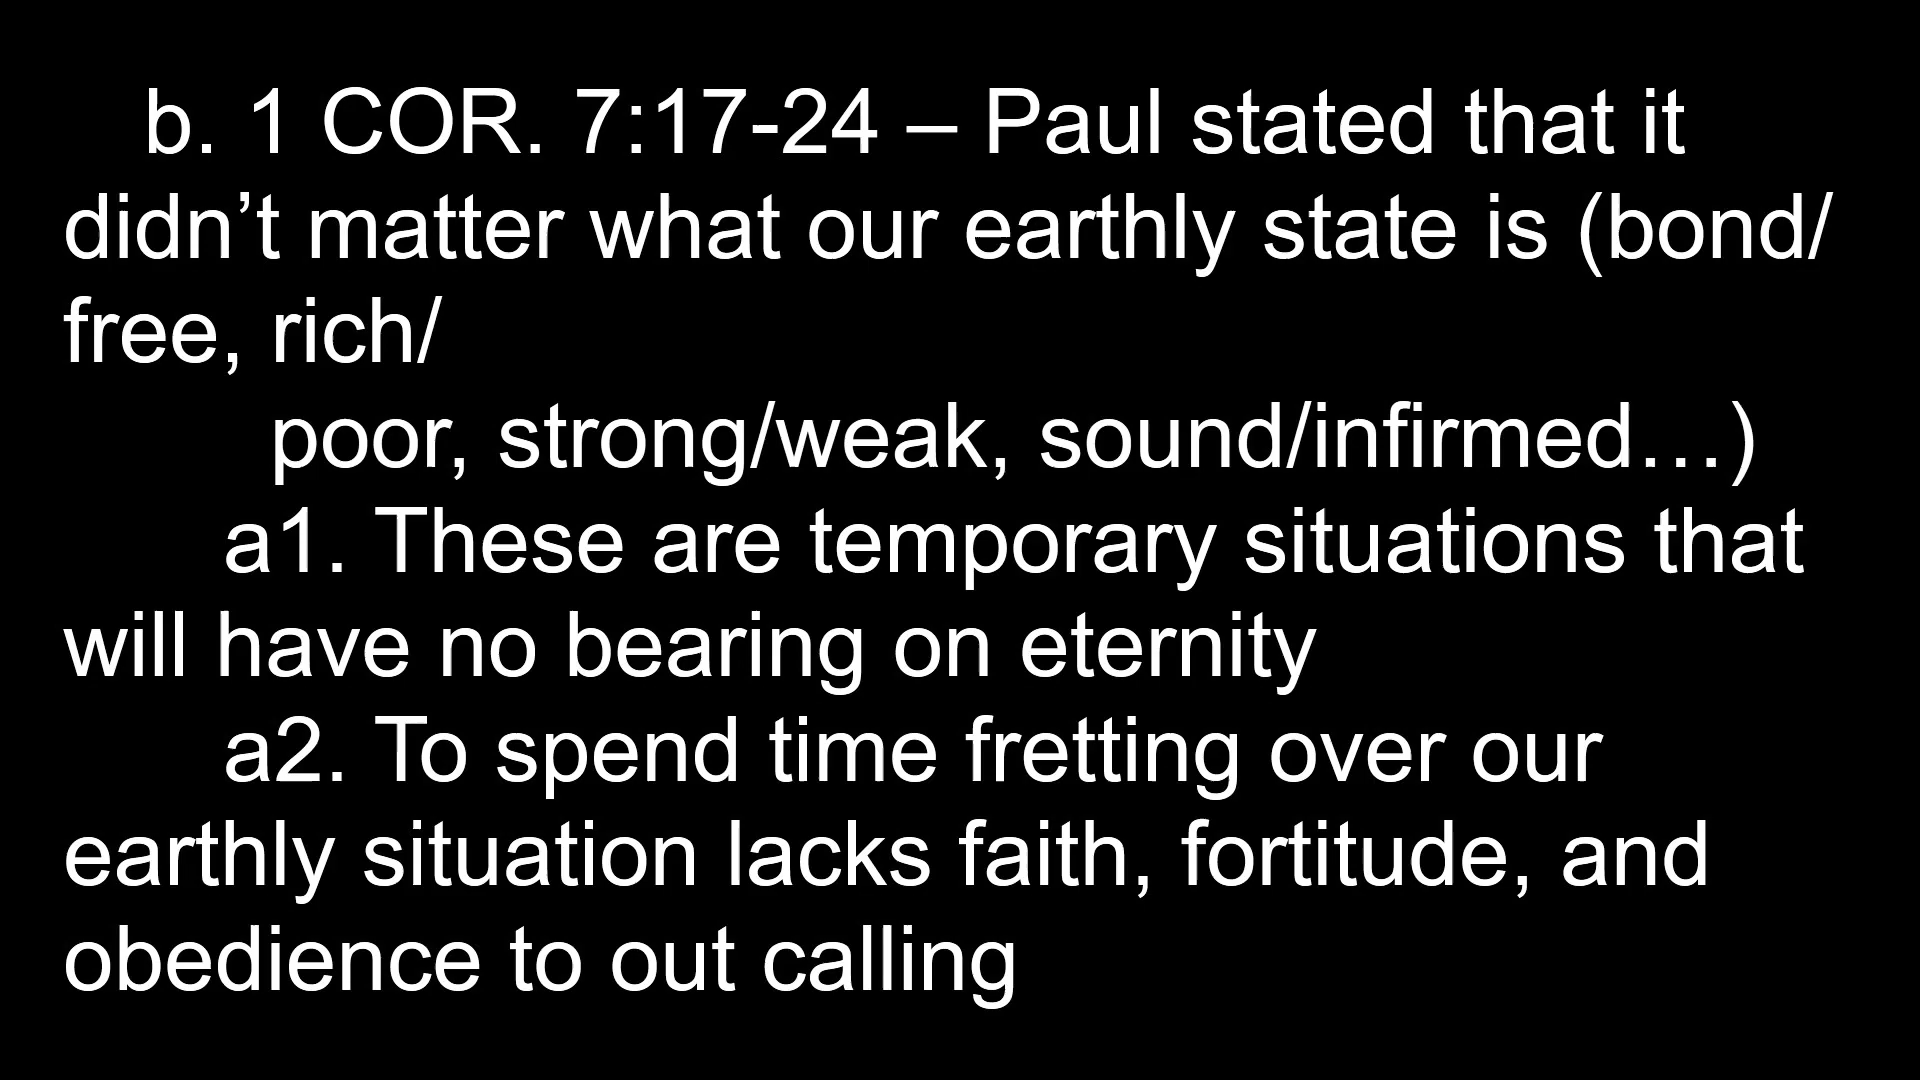 b. 1 COR. 7:17-24 – Paul stated that it
didn’t matter what our earthly state is (bond/
free, rich/
poor, strong/weak, sound/infirmed…)
a1. These are temporary situations that
will have no bearing on eternity
a2. To spend time fretting over our
earthly situation lacks faith, fortitude, and
obedience to out calling